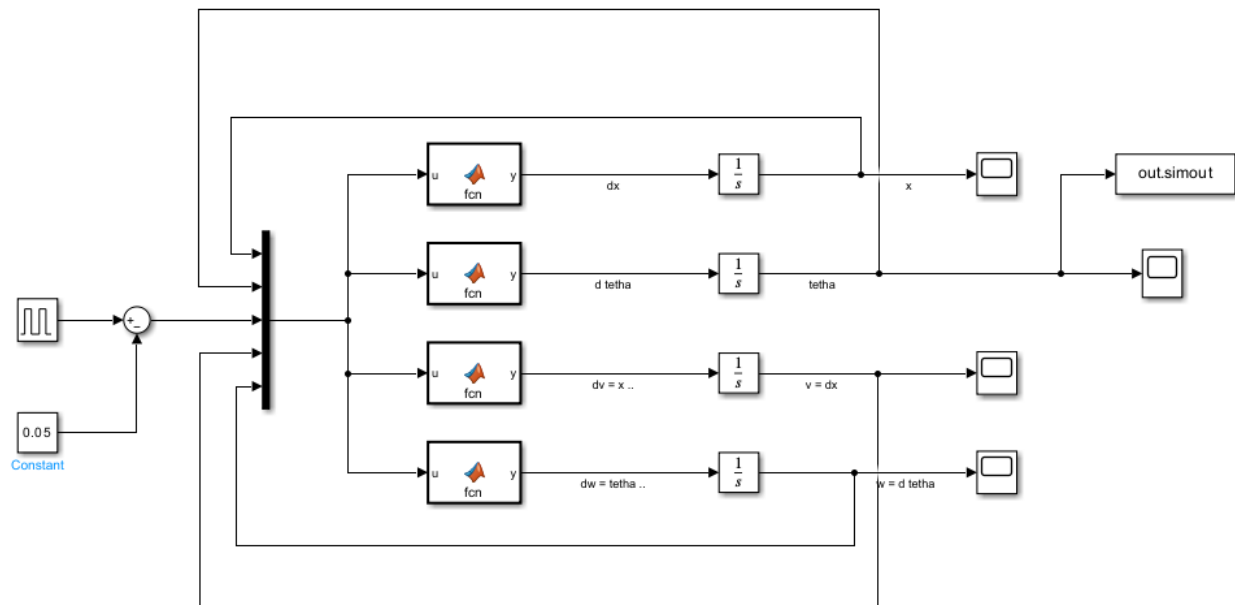 u fcn y
dx
1
s
x
out.simout
u fcn y
d tetha
1
s
tetha
+
−
u fcn y
dv = x ..
1
s
v = dx
0.05
Constant
u fcn y
dw = tetha ..
1
s
w = d tetha